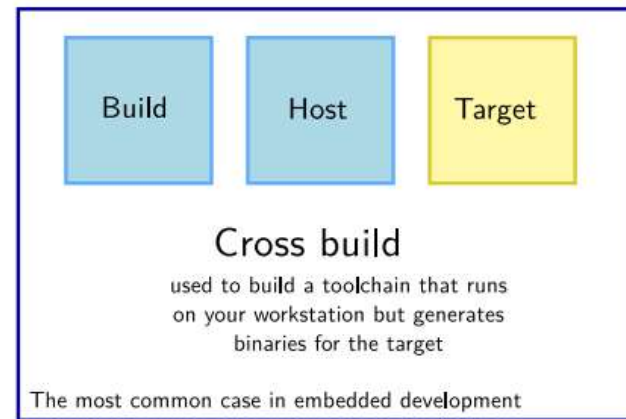 Build Host Target
Cross build
used to build a toolchain that runs
on your workstation but generates
binaries for the target
The most common case in embedded development